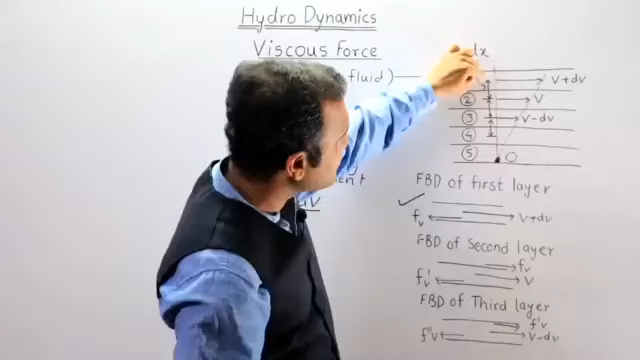 Hydro Dynamics
Viscous Force
fluid)
dx
v+dv
② v
③ v-dv
④
⑤ O
FBD of first layer
✓
fv v+dv
FBD of Second layer
fv
f'v v
FBD of Third layer
f'v
f"v v-dv